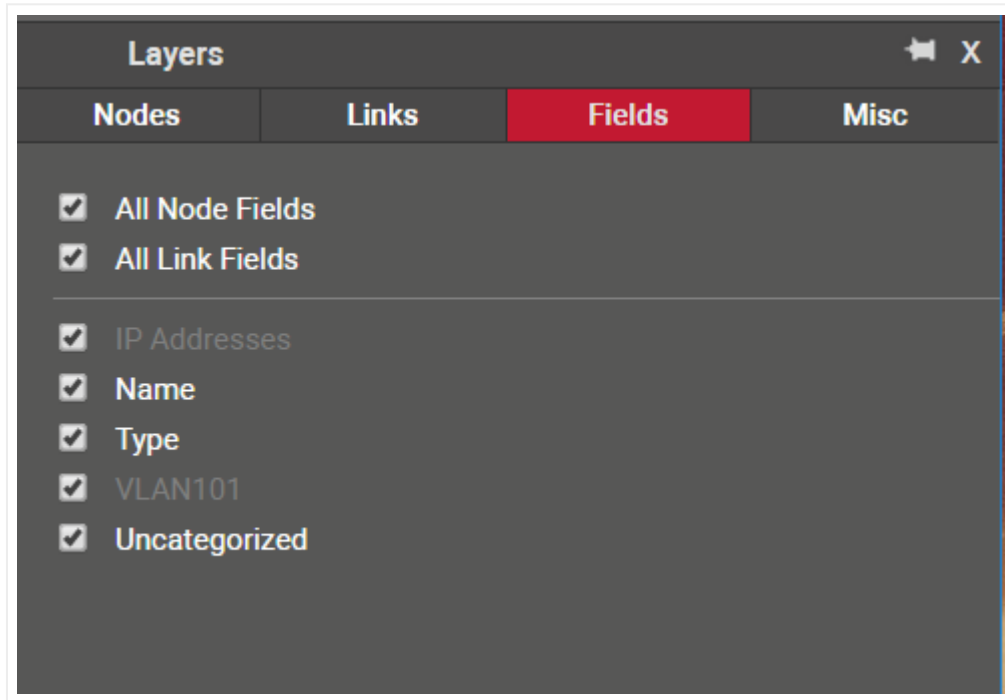 Layers X
Nodes Links Fields Misc
All Node Fields
All Link Fields
IP Addresses
Name
Type
VLAN101
Uncategorized